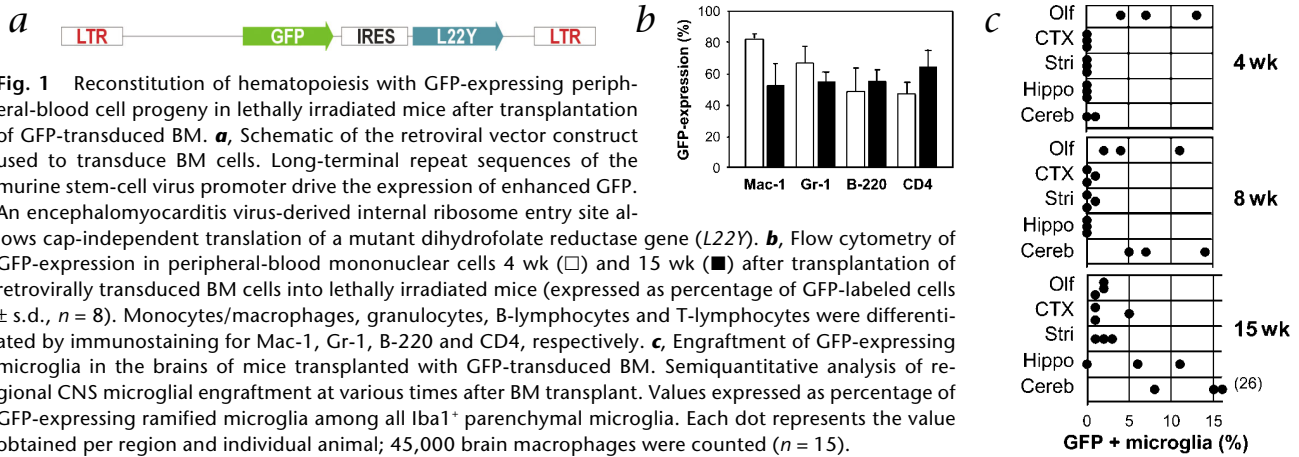 a
LTR GFP IRES L22Y LTR
Fig. 1 Reconstitution of hematopoiesis with GFP-expressing periph-
eral-blood cell progeny in lethally irradiated mice after transplantation
of GFP-transduced BM. a, Schematic of the retroviral vector construct
used to transduce BM cells. Long-terminal repeat sequences of the
murine stem-cell virus promoter drive the expression of enhanced GFP.
An encephalomyocarditis virus-derived internal ribosome entry site al-
lows cap-independent translation of a mutant dihydrofolate reductase gene (L22Y). b, Flow cytometry of
GFP-expression in peripheral-blood mononuclear cells 4 wk (□) and 15 wk (■) after transplantation of
retrovirally transduced BM cells into lethally irradiated mice (expressed as percentage of GFP-labeled cells
± s.d., n = 8). Monocytes/macrophages, granulocytes, B-lymphocytes and T-lymphocytes were differenti-
ated by immunostaining for Mac-1, Gr-1, B-220 and CD4, respectively. c, Engraftment of GFP-expressing
microglia in the brains of mice transplanted with GFP-transduced BM. Semiquantitative analysis of re-
gional CNS microglial engraftment at various times after BM transplant. Values expressed as percentage of
GFP-expressing ramified microglia among all Iba1⁺ parenchymal microglia. Each dot represents the value
obtained per region and individual animal; 45,000 brain macrophages were counted (n = 15).
b
GFP-expression (%)
100
80
60
40
20
0
Mac-1 Gr-1 B-220 CD4
c
Olf
CTX
Stri
Hippo
Cereb
4 wk
Olf
CTX
Stri
Hippo
Cereb
8 wk
Olf
CTX
Stri
Hippo
Cereb
15 wk
(26)
0 5 10 15
GFP + microglia (%)